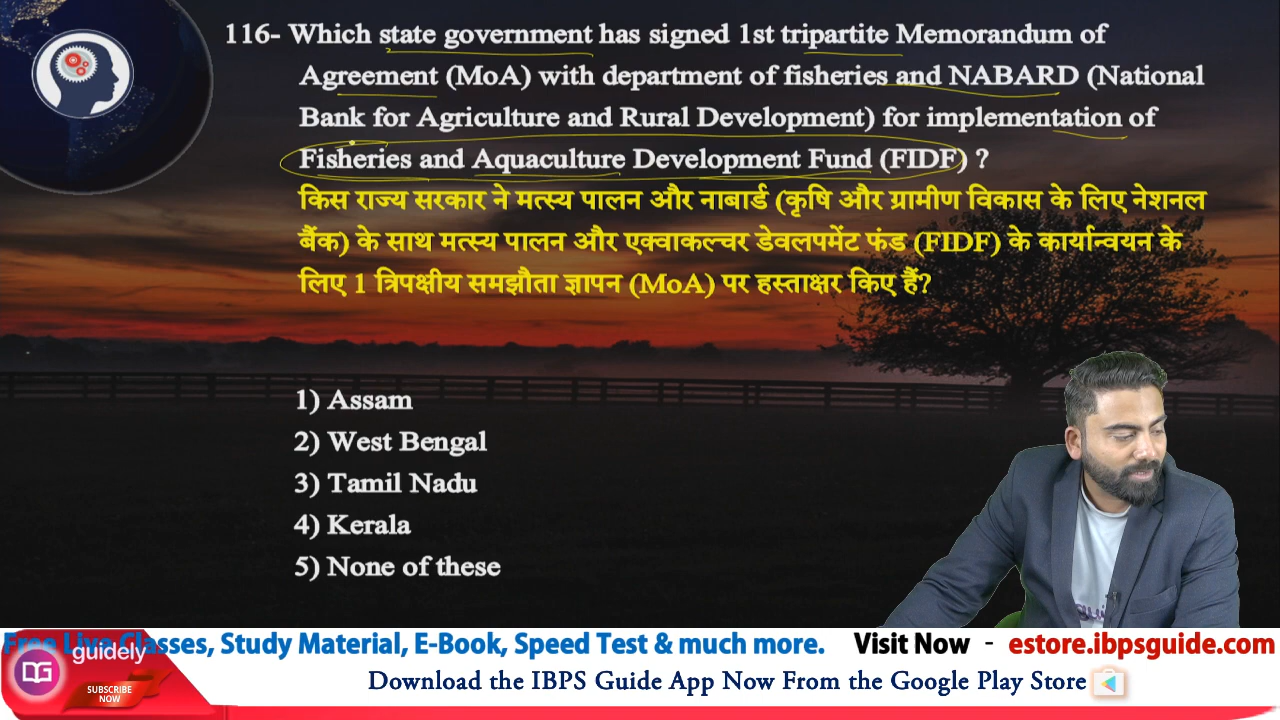 116- Which state government has signed 1st tripartite Memorandum of
Agreement (MoA) with department of fisheries and NABARD (National
Bank for Agriculture and Rural Development) for implementation of
Fisheries and Aquaculture Development Fund (FIDF) ?
किस राज्य सरकार ने मत्स्य पालन और नाबार्ड (कृषि और ग्रामीण विकास के लिए नेशनल
बैंक) के साथ मत्स्य पालन और एक्वाकल्चर डेवलपमेंट फंड (FIDF) के कार्यान्वयन के
लिए 1 त्रिपक्षीय समझौता ज्ञापन (MoA) पर हस्ताक्षर किए हैं?
1) Assam
2) West Bengal
3) Tamil Nadu
4) Kerala
5) None of these
Free Live Classes, Study Material, E-Book, Speed Test & much more. Visit Now - estore.ibpsguide.com
guidely
SUBSCRIBE
NOW
Download the IBPS Guide App Now From the Google Play Store